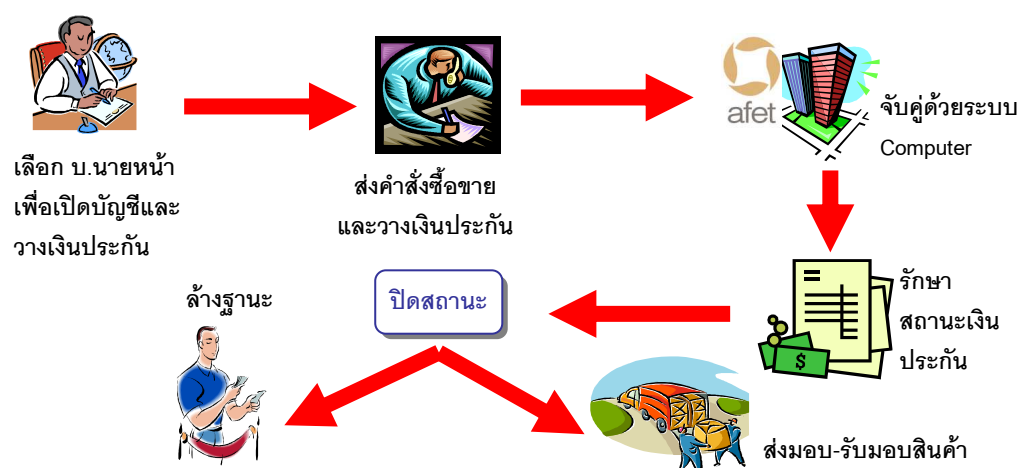 เลือก บ.นายหน้า
เพื่อเปิดบัญชีและ
วางเงินประกัน
ส่งคำสั่งซื้อขาย
และวางเงินประกัน
afet
จับคู่ด้วยระบบ
Computer
รักษา
สถานะเงิน
ประกัน
$
ปิดสถานะ
ล้างฐานะ
ส่งมอบ-รับมอบสินค้า